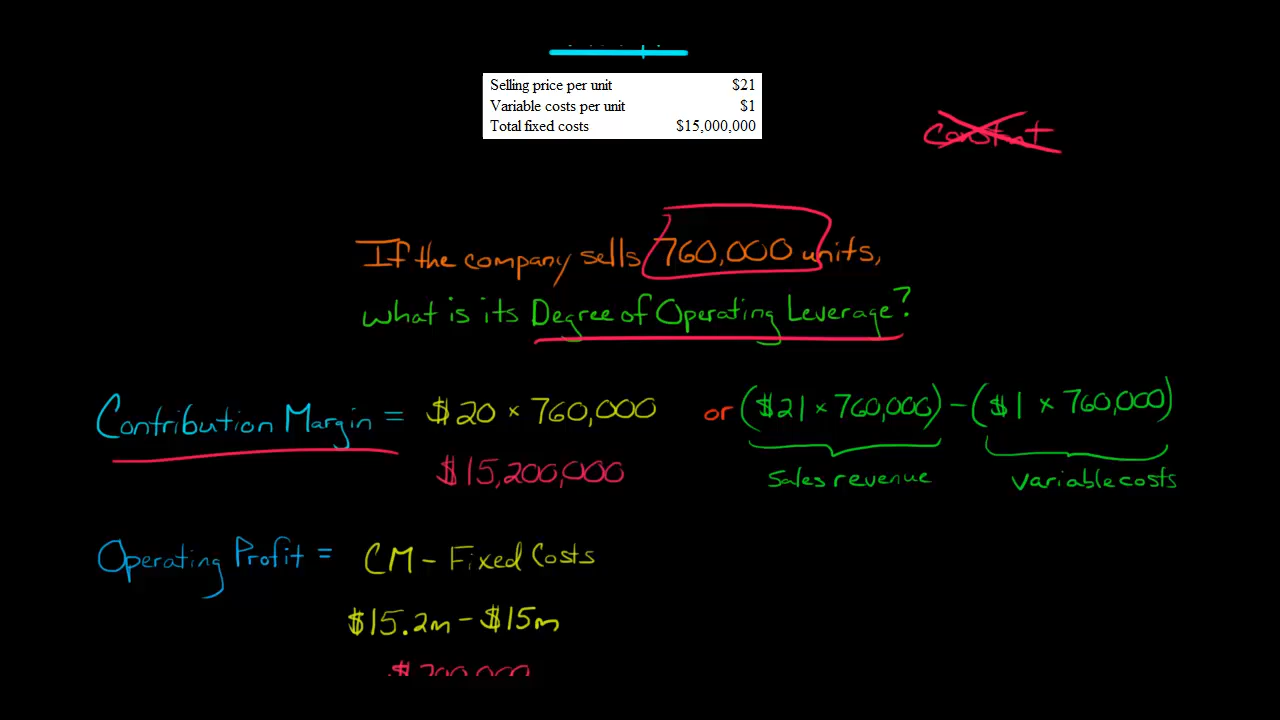 Selling price per unit $21
Variable costs per unit $1
Total fixed costs $15,000,000
Constant
If the company sells 760,000 units,
what is its Degree of Operating Leverage?
Contribution Margin = $20 × 760,000 or ($21 × 760,000) - ($1 × 760,000)
$15,200,000 Sales revenue variable costs
Operating Profit = CM - Fixed Costs
$15.2m - $15m
$200,000